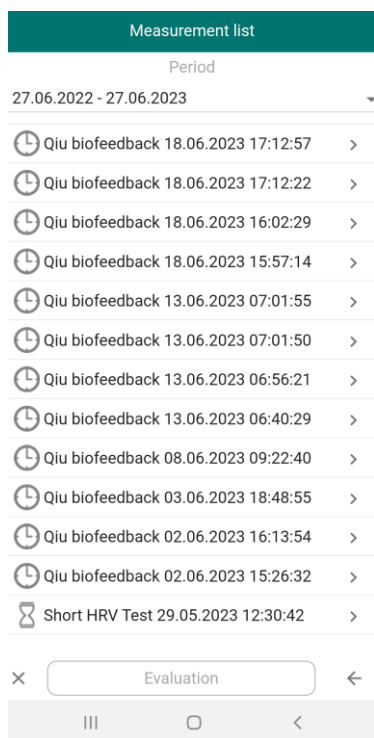 Measurement list
Period
27.06.2022 - 27.06.2023
Qiu biofeedback 18.06.2023 17:12:57
Qiu biofeedback 18.06.2023 17:12:22
Qiu biofeedback 18.06.2023 16:02:29
Qiu biofeedback 18.06.2023 15:57:14
Qiu biofeedback 13.06.2023 07:01:55
Qiu biofeedback 13.06.2023 07:01:50
Qiu biofeedback 13.06.2023 06:56:21
Qiu biofeedback 13.06.2023 06:40:29
Qiu biofeedback 08.06.2023 09:22:40
Qiu biofeedback 03.06.2023 18:48:55
Qiu biofeedback 02.06.2023 16:13:54
Qiu biofeedback 02.06.2023 15:26:32
Short HRV Test 29.05.2023 12:30:42
Evaluation